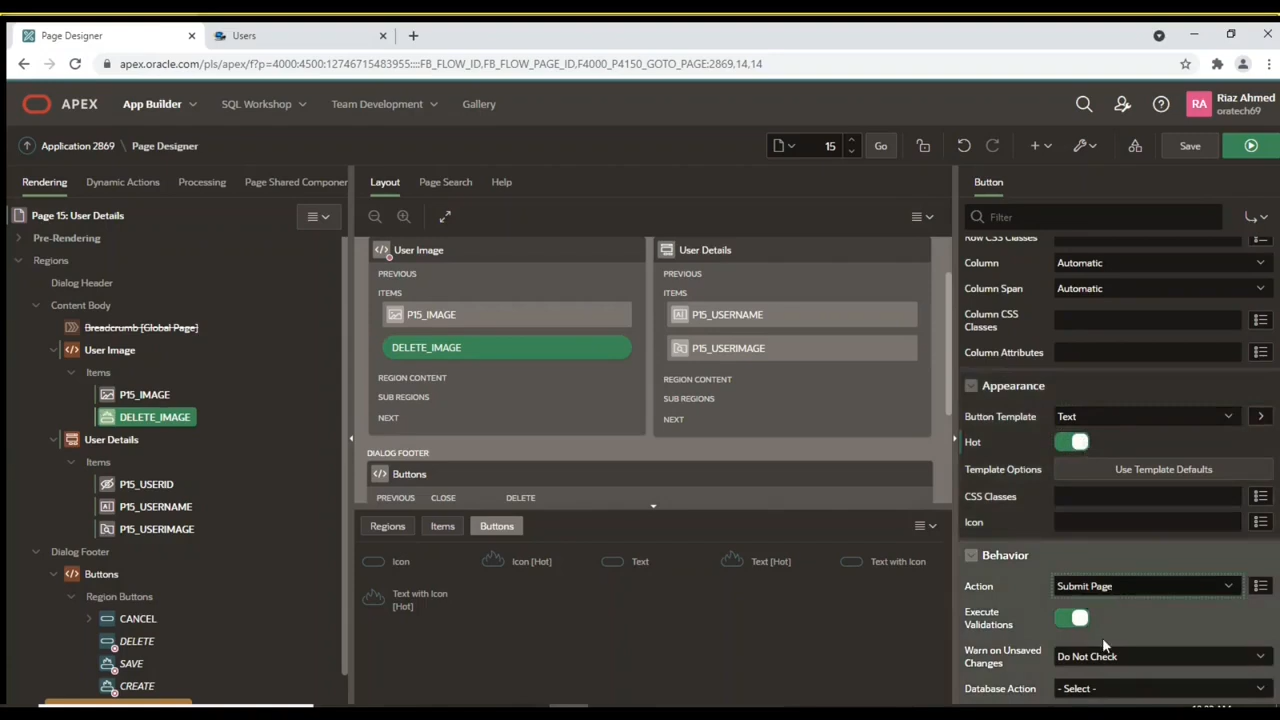 Page Designer
Users
apex.oracle.com/pls/apex/f?p=4000:4500:12746715483955::::FB_FLOW_ID,FB_FLOW_PAGE_ID,F4000_P4150_GOTO_PAGE:2869,14,14
APEX
App Builder
SQL Workshop
Team Development
Gallery
RA
Riaz Ahmed
oratech69
Application 2869 \ Page Designer
15
Go
Save
Rendering
Dynamic Actions
Processing
Page Shared Componen
Layout
Page Search
Help
Button
Page 15: User Details
Pre-Rendering
Regions
Dialog Header
Content Body
Breadcrumb [Global Page]
User Image
Items
P15_IMAGE
DELETE_IMAGE
User Details
Items
P15_USERID
P15_USERNAME
P15_USERIMAGE
Dialog Footer
Buttons
Region Buttons
CANCEL
DELETE
SAVE
CREATE
User Image
PREVIOUS
ITEMS
P15_IMAGE
DELETE_IMAGE
REGION CONTENT
SUB REGIONS
NEXT
User Details
PREVIOUS
ITEMS
P15_USERNAME
P15_USERIMAGE
REGION CONTENT
SUB REGIONS
NEXT
DIALOG FOOTER
Buttons
PREVIOUS CLOSE DELETE
Regions
Items
Buttons
Icon
Icon [Hot]
Text
Text [Hot]
Text with Icon
Text with Icon
[Hot]
Filter
Row CSS Classes
Column Automatic
Column Span Automatic
Column CSS
Classes
Column Attributes
Appearance
Button Template Text
Hot
Template Options Use Template Defaults
CSS Classes
Icon
Behavior
Action Submit Page
Execute
Validations
Warn on Unsaved
Changes
Do Not Check
Database Action - Select -